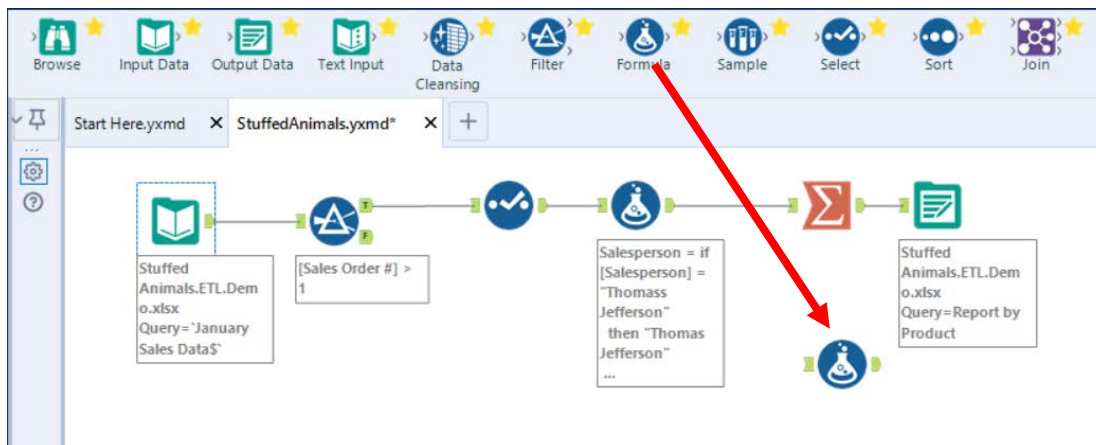 Browse
Input Data
Output Data
Text Input
Data
Cleansing
Filter
Formula
Sample
Select
Sort
Join
Start Here.yxmd X
StuffedAnimals.yxmd* X +
T
F
Stuffed
Animals.ETL.Dem
o.xlsx
Query=`January
Sales Data$`
[Sales Order #] >
1
Salesperson = if
[Salesperson] =
"Thomass
Jefferson"
then "Thomas
Jefferson"
...
Stuffed
Animals.ETL.Dem
o.xlsx
Query=Report by
Product